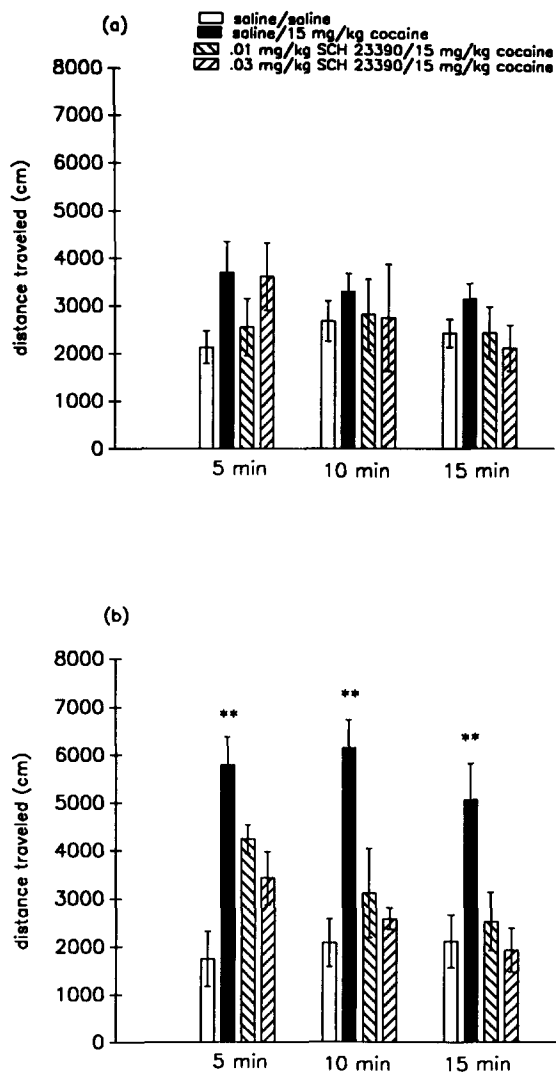 (a)
saline/saline
saline/15 mg/kg cocaine
.01 mg/kg SCH 23390/15 mg/kg cocaine
.03 mg/kg SCH 23390/15 mg/kg cocaine
distance traveled (cm)
8000
7000
6000
5000
4000
3000
2000
1000
0
5 min 10 min 15 min
(b)
distance traveled (cm)
8000
7000
6000
5000
4000
3000
2000
1000
0
** ** **
5 min 10 min 15 min